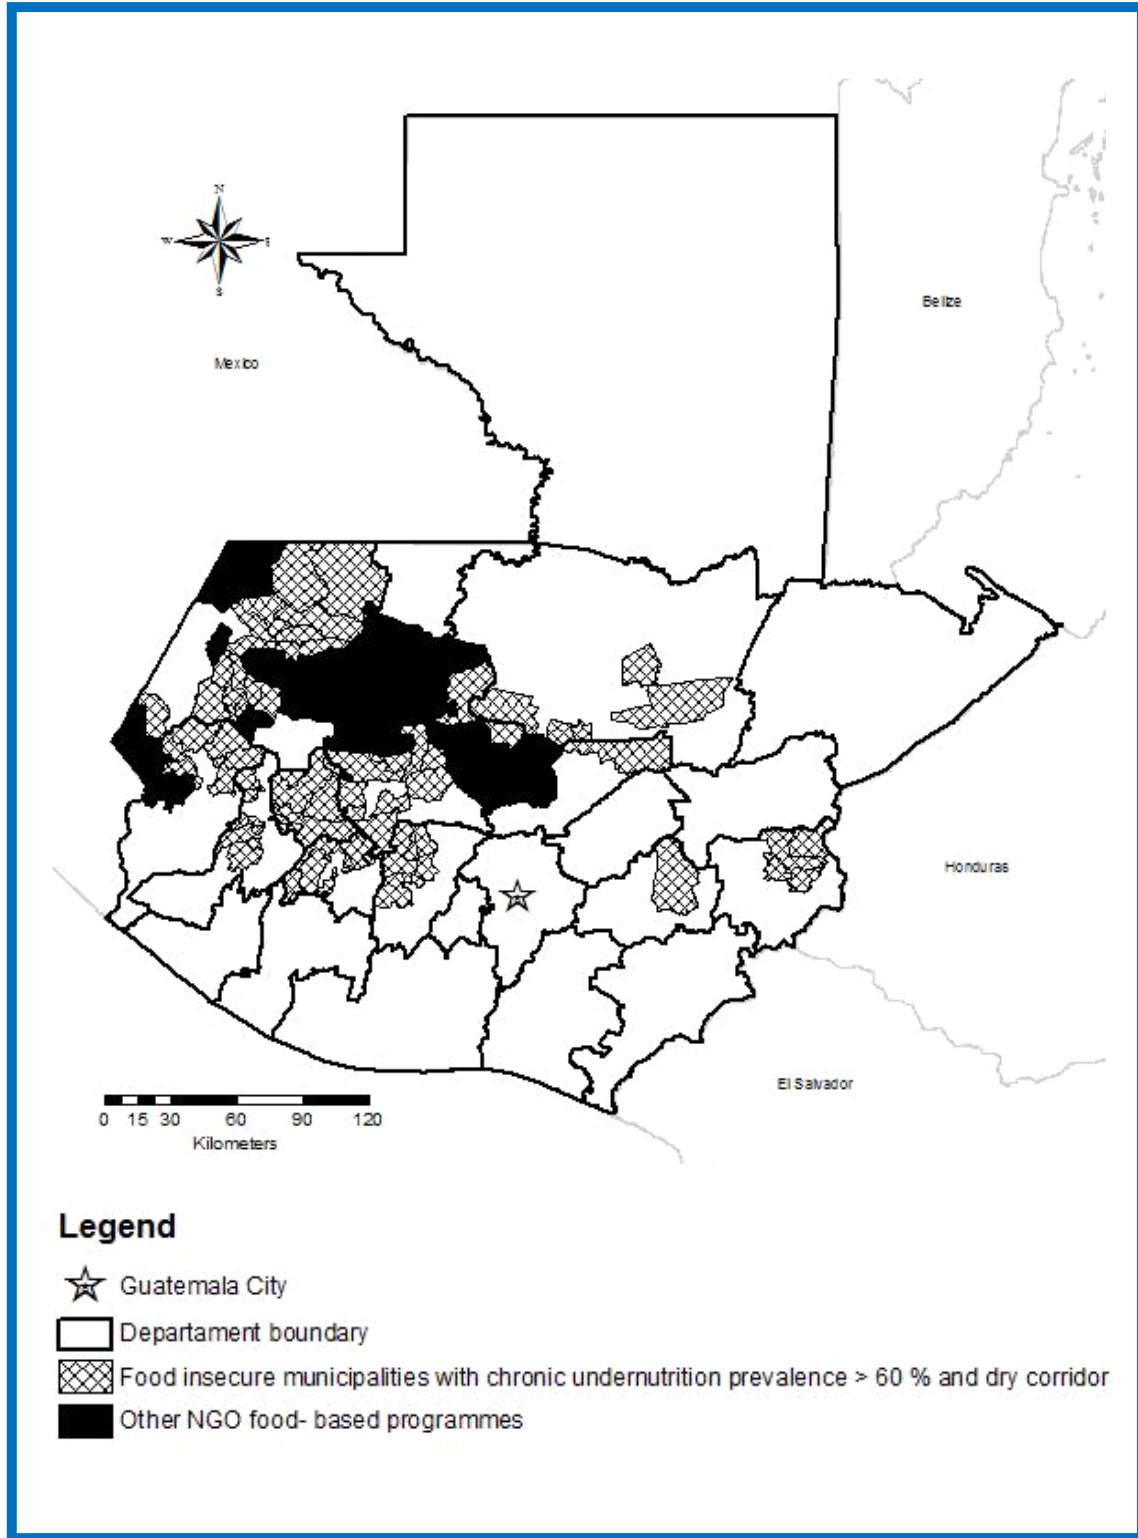 N
W
E
S
Belize
Mexico
Honduras
El Salvador
0 15 30 60 90 120
Kilometers
Legend
Guatemala City
Departament boundary
Food insecure municipalities with chronic undernutrition prevalence > 60 % and dry corridor
Other NGO food- based programmes